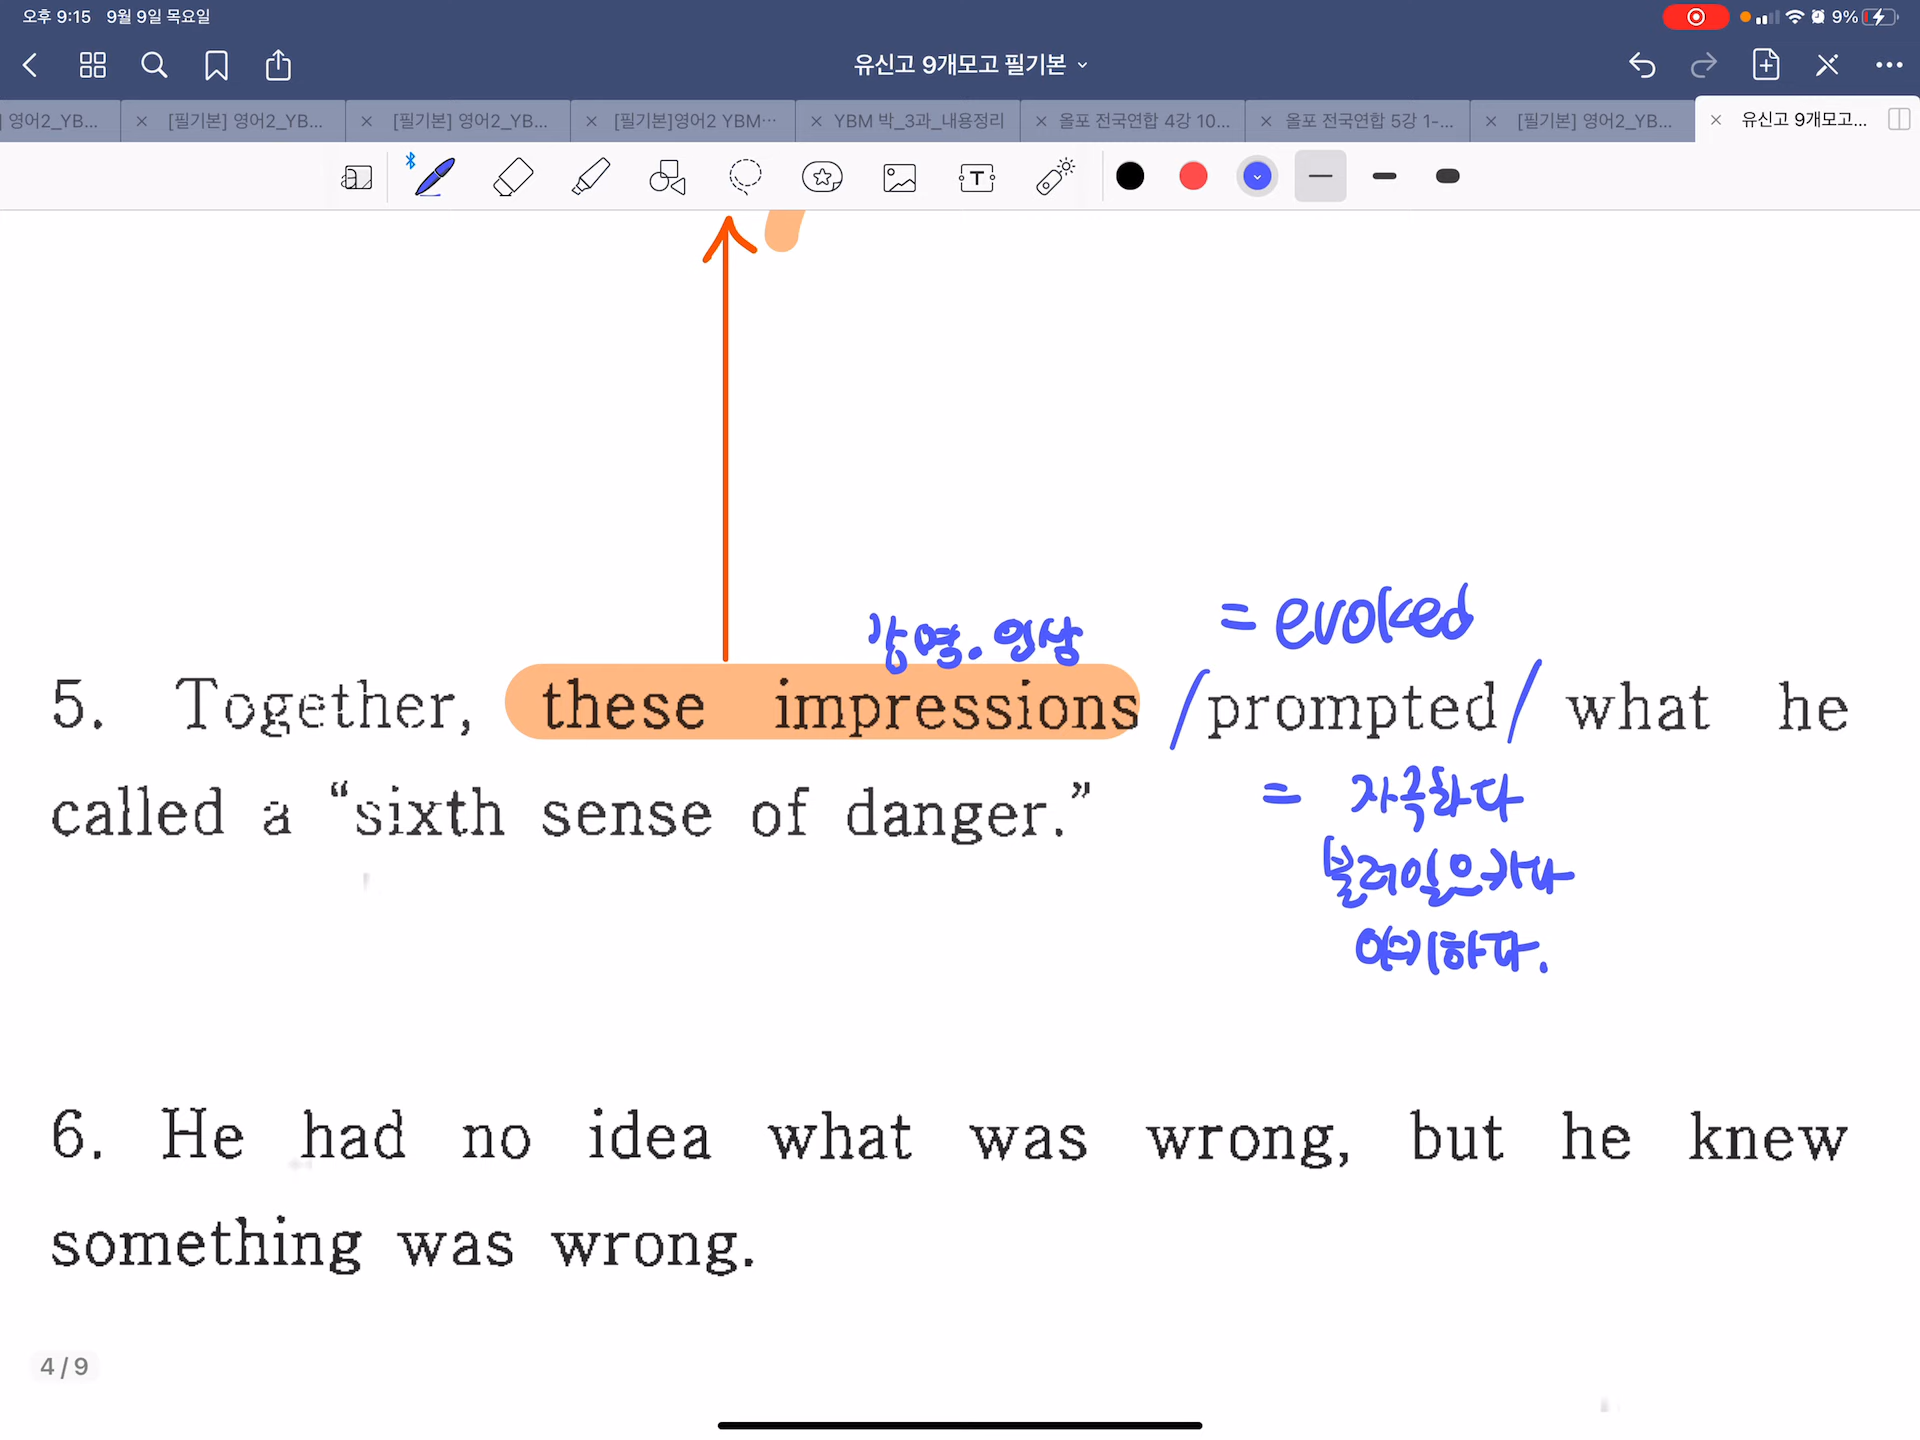 오후 9:15 9월 9일 목요일
9%
유신고 9개모고 필기본
영어2_YB...
[필기본] 영어2_YB...
[필기본] 영어2_YB...
[필기본]영어2 YBM...
YBM 박_3과_내용정리
올포 전국연합 4강 10...
올포 전국연합 5강 1-...
[필기본] 영어2_YB...
유신고 9개모고...
= evoked
감명. 인상
5. Together, these impressions /prompted/ what he
called a “sixth sense of danger.”
= 자극하다
불러일으키다
야기하다.
6. He had no idea what was wrong, but he knew
something was wrong.
4 / 9